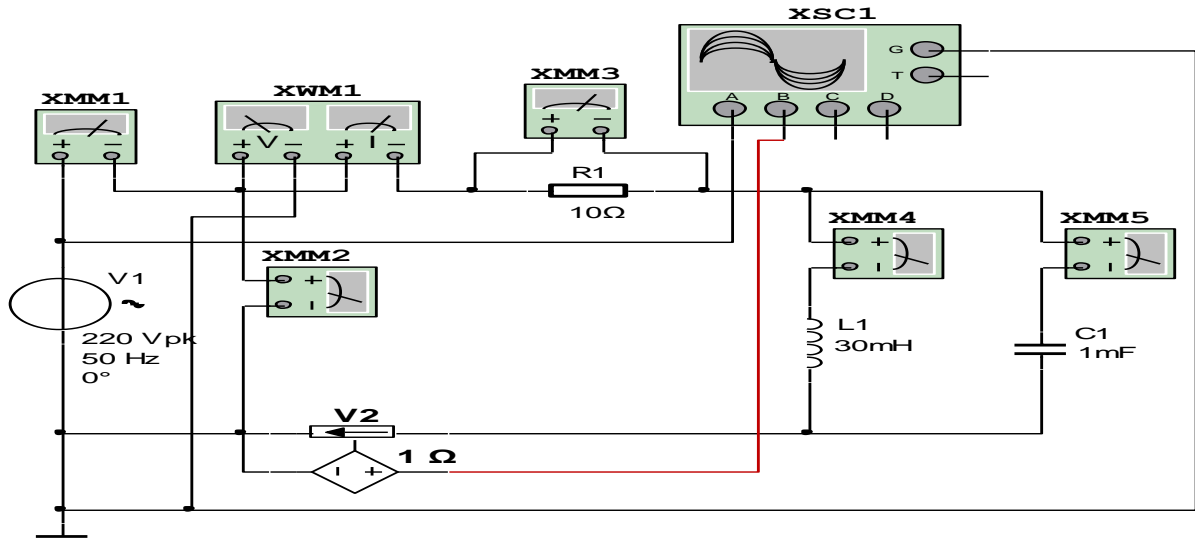 XSC1
G
T
A B C D
XMM1
+ −
XWM1
+ V − + I −
XMM3
+ −
R1
10Ω
XMM4
+
−
XMM5
+
−
XMM2
+
−
V1
~
220 Vpk
50 Hz
0°
L1
30mH
C1
1mF
V2
1 Ω
− +